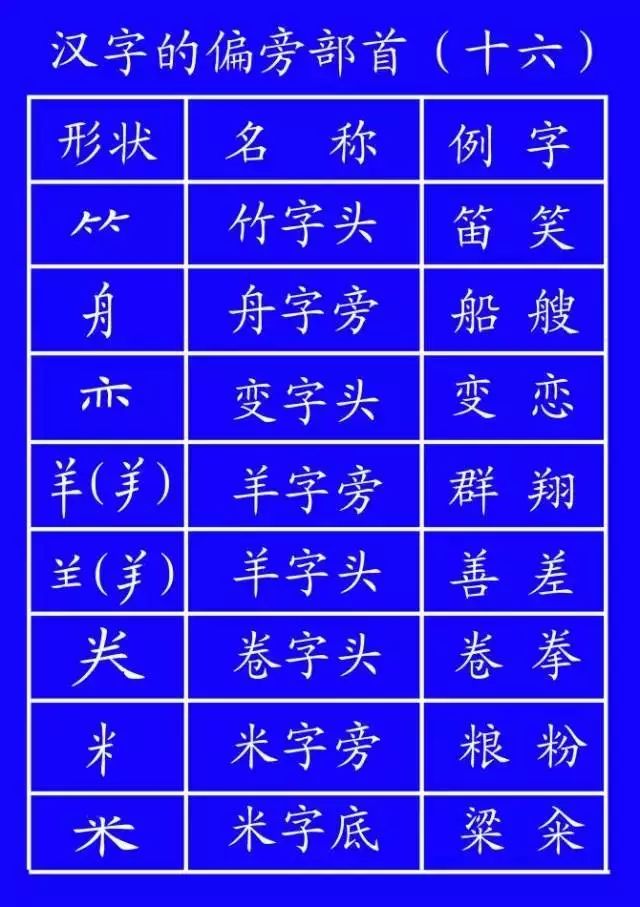 汉字的偏旁部首（十六）
形状 名称 例字
⺮ 竹字头 笛 笑
舟 舟字旁 船 艘
亦 变字头 变 恋
羊(⺶) 羊字旁 群 翔
⺷(⺶) 羊字头 善 差
龹 卷字头 卷 拳
米 米字旁 粮 粉
米 米字底 粱 籴